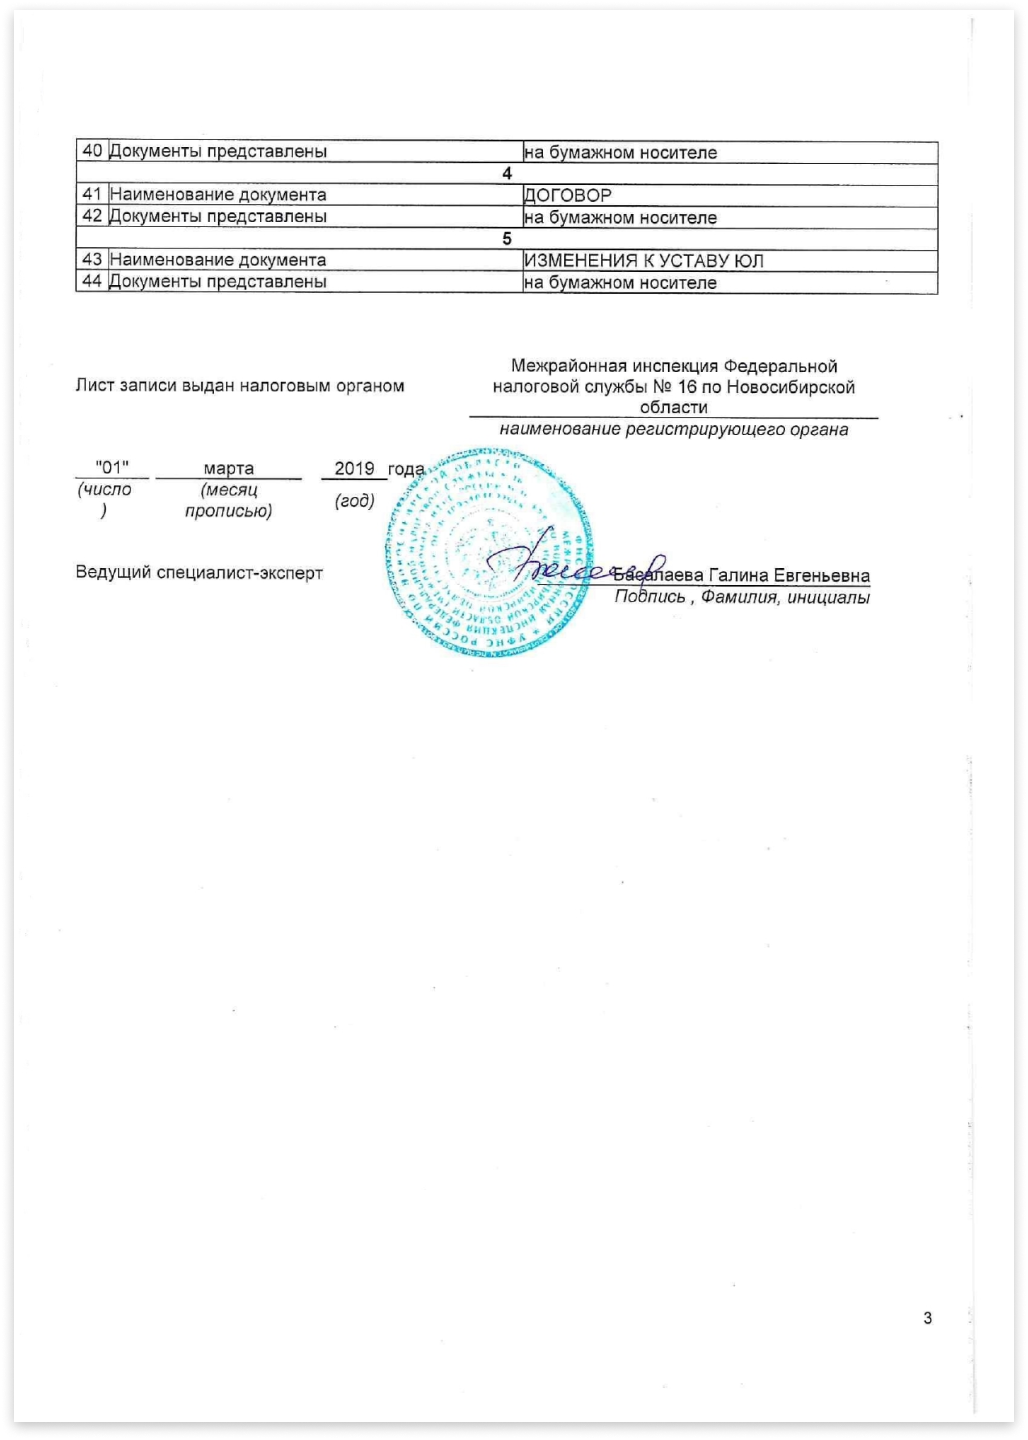 40 Документы представлены на бумажном носителе
4
41 Наименование документа ДОГОВОР
42 Документы представлены на бумажном носителе
5
43 Наименование документа ИЗМЕНЕНИЯ К УСТАВУ ЮЛ
44 Документы представлены на бумажном носителе
Межрайонная инспекция Федеральной
Лист записи выдан налоговым органом налоговой службы № 16 по Новосибирской
области
наименование регистрирующего органа
"01" марта 2019 года
(число (месяц (год)
) прописью)
Ведущий специалист-эксперт Басалаева Галина Евгеньевна
Подпись , Фамилия, инициалы
3